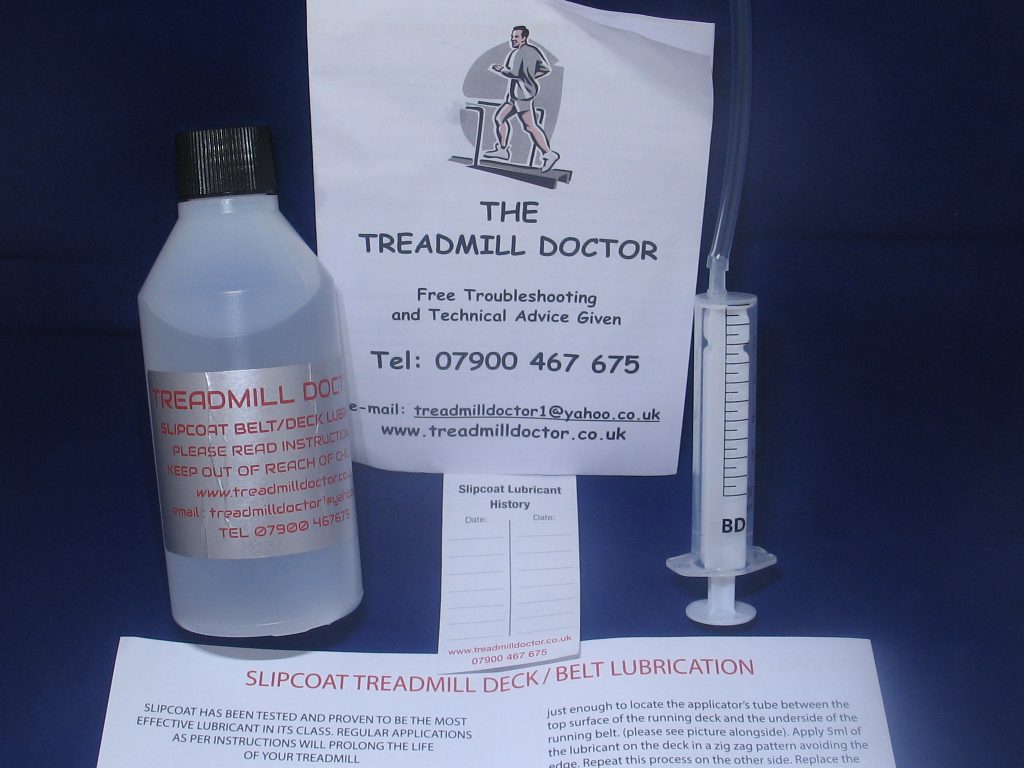 THE
TREADMILL DOCTOR
Free Troubleshooting
and Technical Advice Given
Tel: 07900 467 675
e-mail: treadmilldoctor1@yahoo.co.uk
www.treadmilldoctor.co.uk
TREADMILL DOCT
SLIPCOAT BELT/DECK LUBR
PLEASE READ INSTRUCTION
KEEP OUT OF REACH OF CHI
www.treadmilldoctor.co.u
email : treadmilldoctor1@yahoo
TEL 07900 467675
Slipcoat Lubricant
History
Date: Date:
www.treadmilldoctor.co.uk
07900 467 675
BD
SLIPCOAT TREADMILL DECK / BELT LUBRICATION
SLIPCOAT HAS BEEN TESTED AND PROVEN TO BE THE MOST
EFFECTIVE LUBRICANT IN ITS CLASS. REGULAR APPLICATIONS
AS PER INSTRUCTIONS WILL PROLONG THE LIFE
OF YOUR TREADMILL
just enough to locate the applicator's tube between the
top surface of the running deck and the underside of the
running belt. (please see picture alongside). Apply 5ml of
the lubricant on the deck in a zig zag pattern avoiding the
edge. Repeat this process on the other side. Replace the